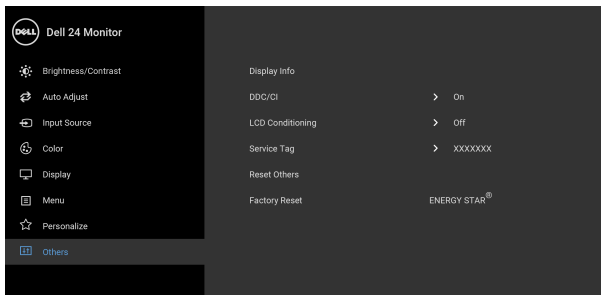 DELL Dell 24 Monitor
Brightness/Contrast
Auto Adjust
Input Source
Color
Display
Menu
Personalize
Others
Display Info
DDC/CI > On
LCD Conditioning > Off
Service Tag > XXXXXXX
Reset Others
Factory Reset ENERGY STAR®